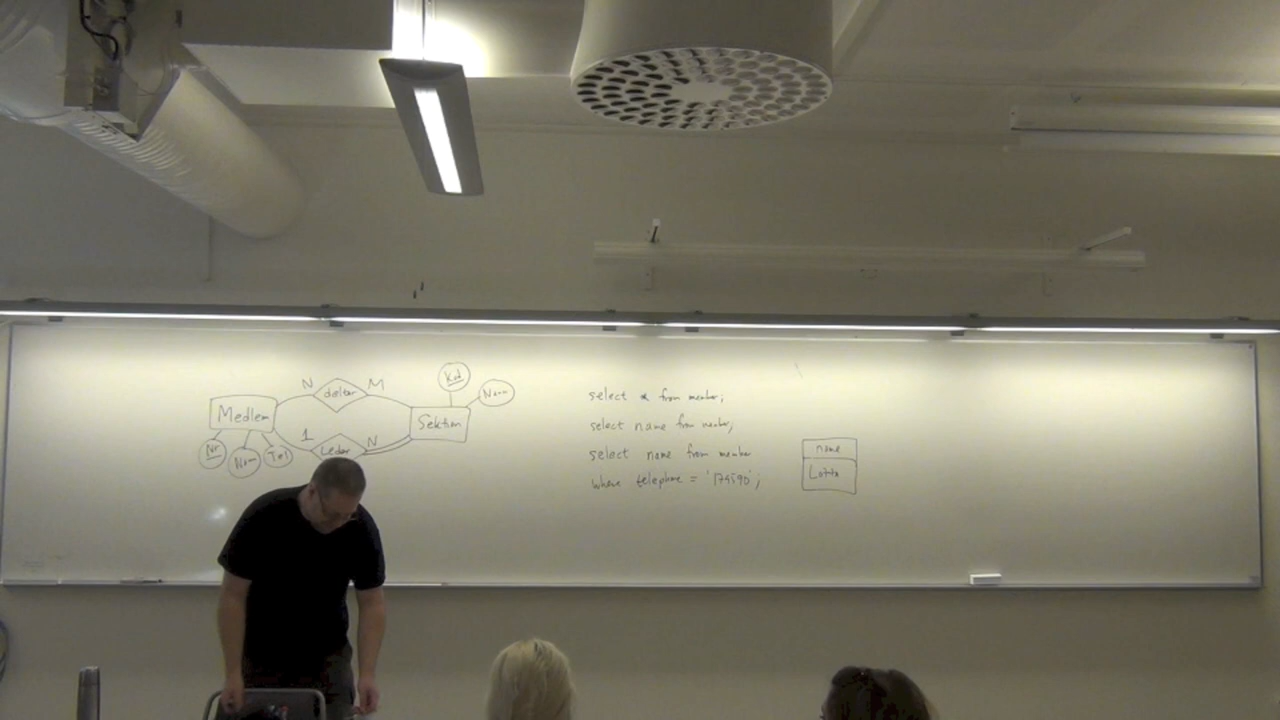 N deltar M
Kod
Namn
Medlem
Sektion
1 Leder N
Nr
Namn
Tel
select * from member;
select name from member;
select name from member
where telephone = '174590';
name
Lotta